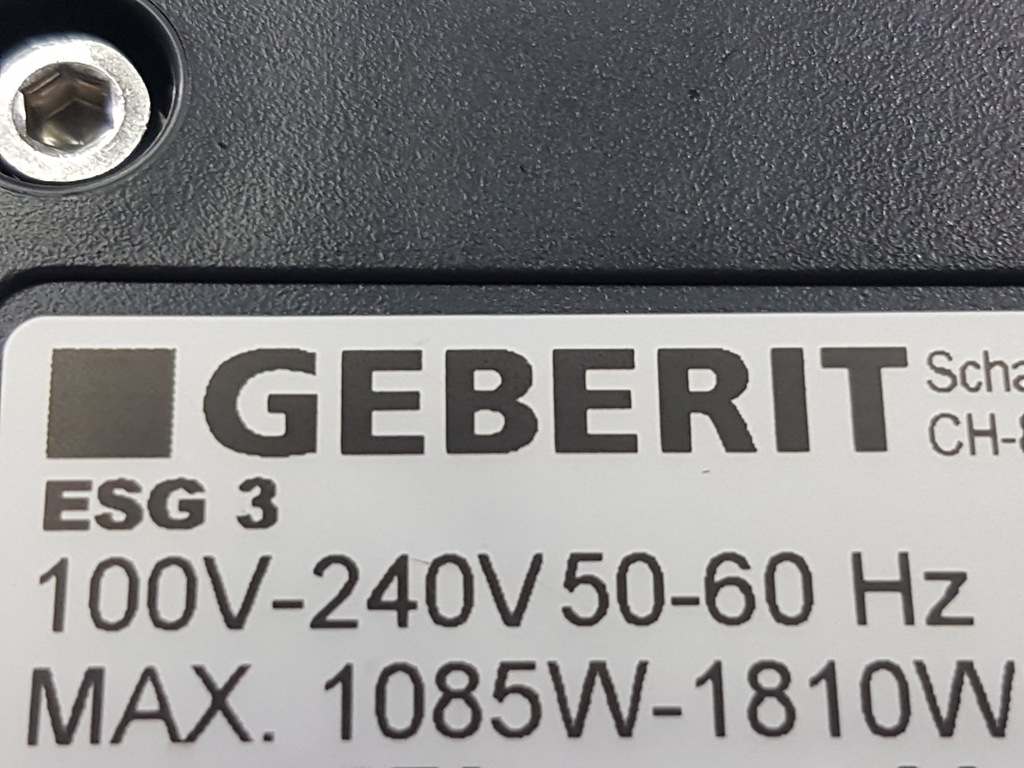 GEBERIT
ESG 3
100V-240V 50-60 Hz
MAX. 1085W-1810W